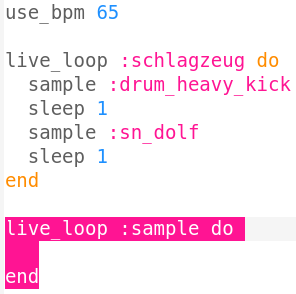 use_bpm 65
live_loop :schlagzeug do
sample :drum_heavy_kick
sleep 1
sample :sn_dolf
sleep 1
end
live_loop :sample do
end